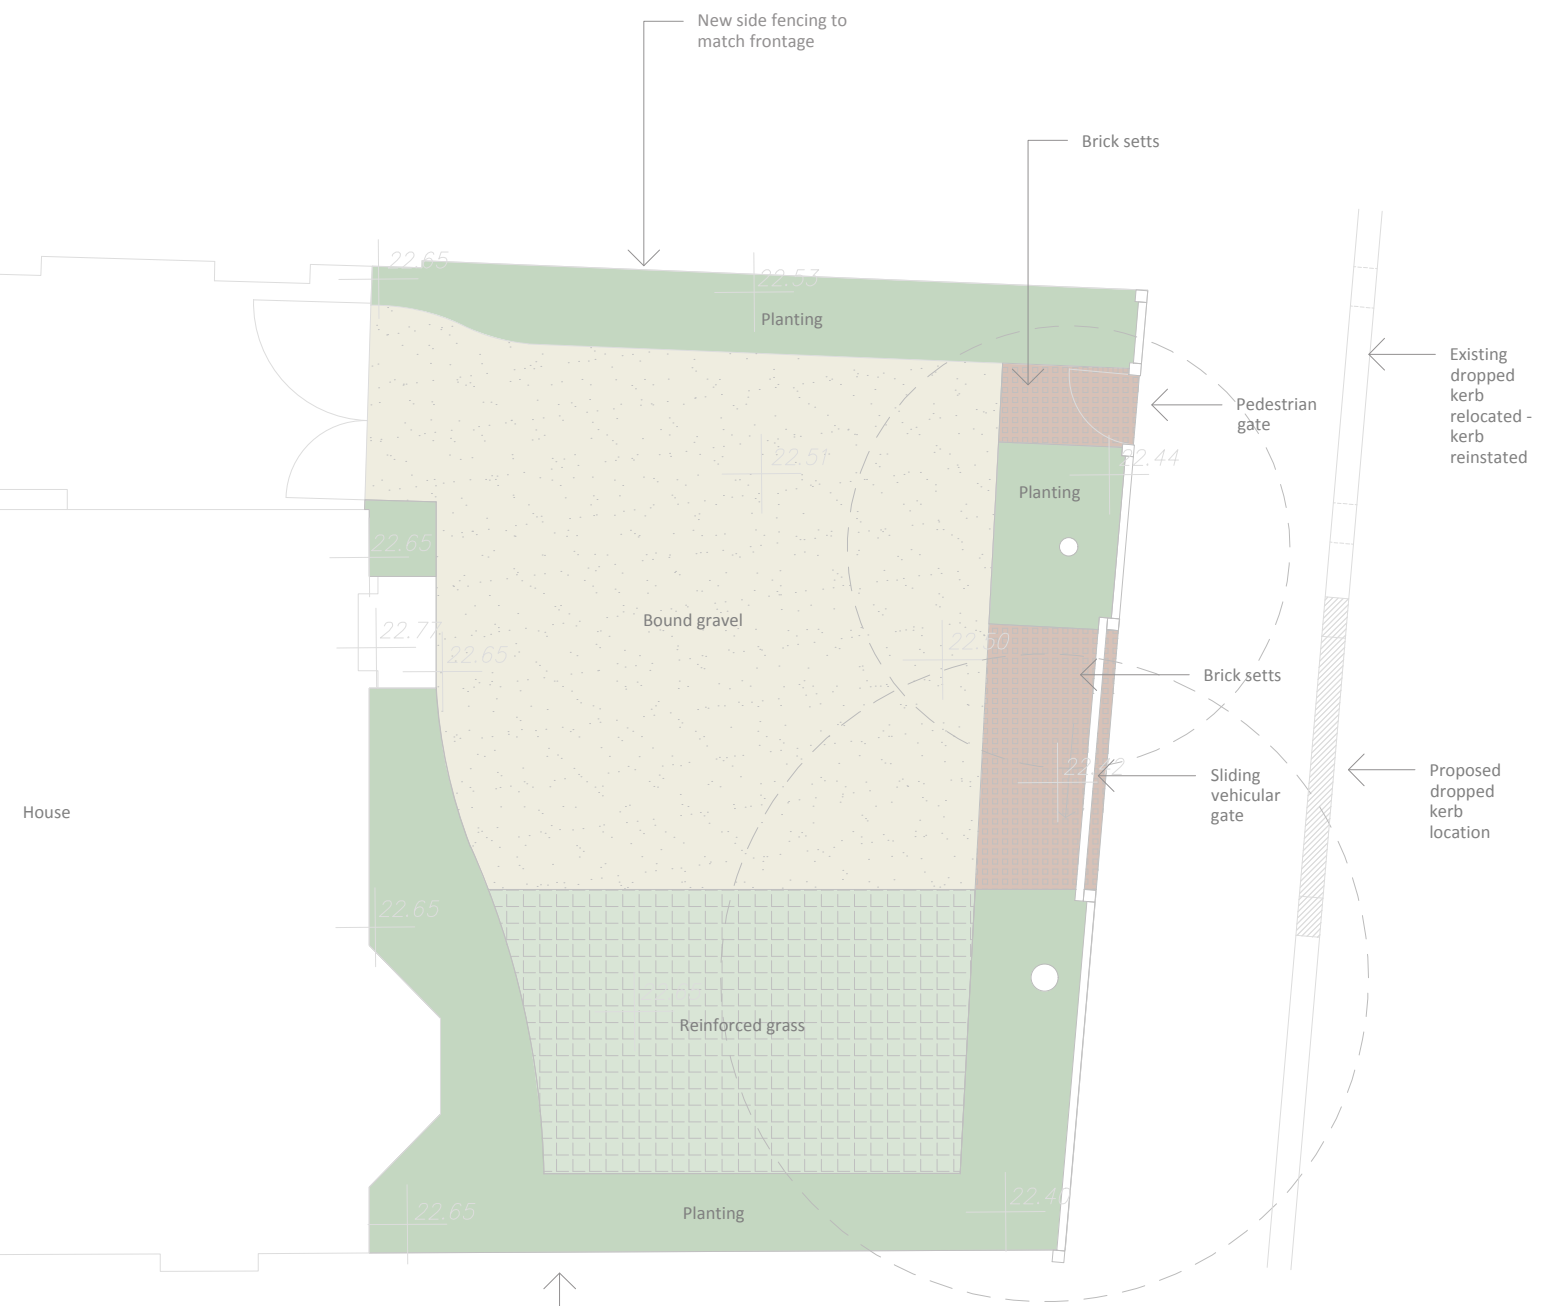 New side fencing to
match frontage
Brick setts
22.65
22.53
Planting
Existing
dropped
kerb
relocated -
kerb
reinstated
Pedestrian
gate
22.51
22.44
Planting
22.65
Bound gravel
22.77
22.65
22.50
Brick setts
Sliding
vehicular
gate
Proposed
dropped
kerb
location
House
22.65
Reinforced grass
22.65
Planting
22.40